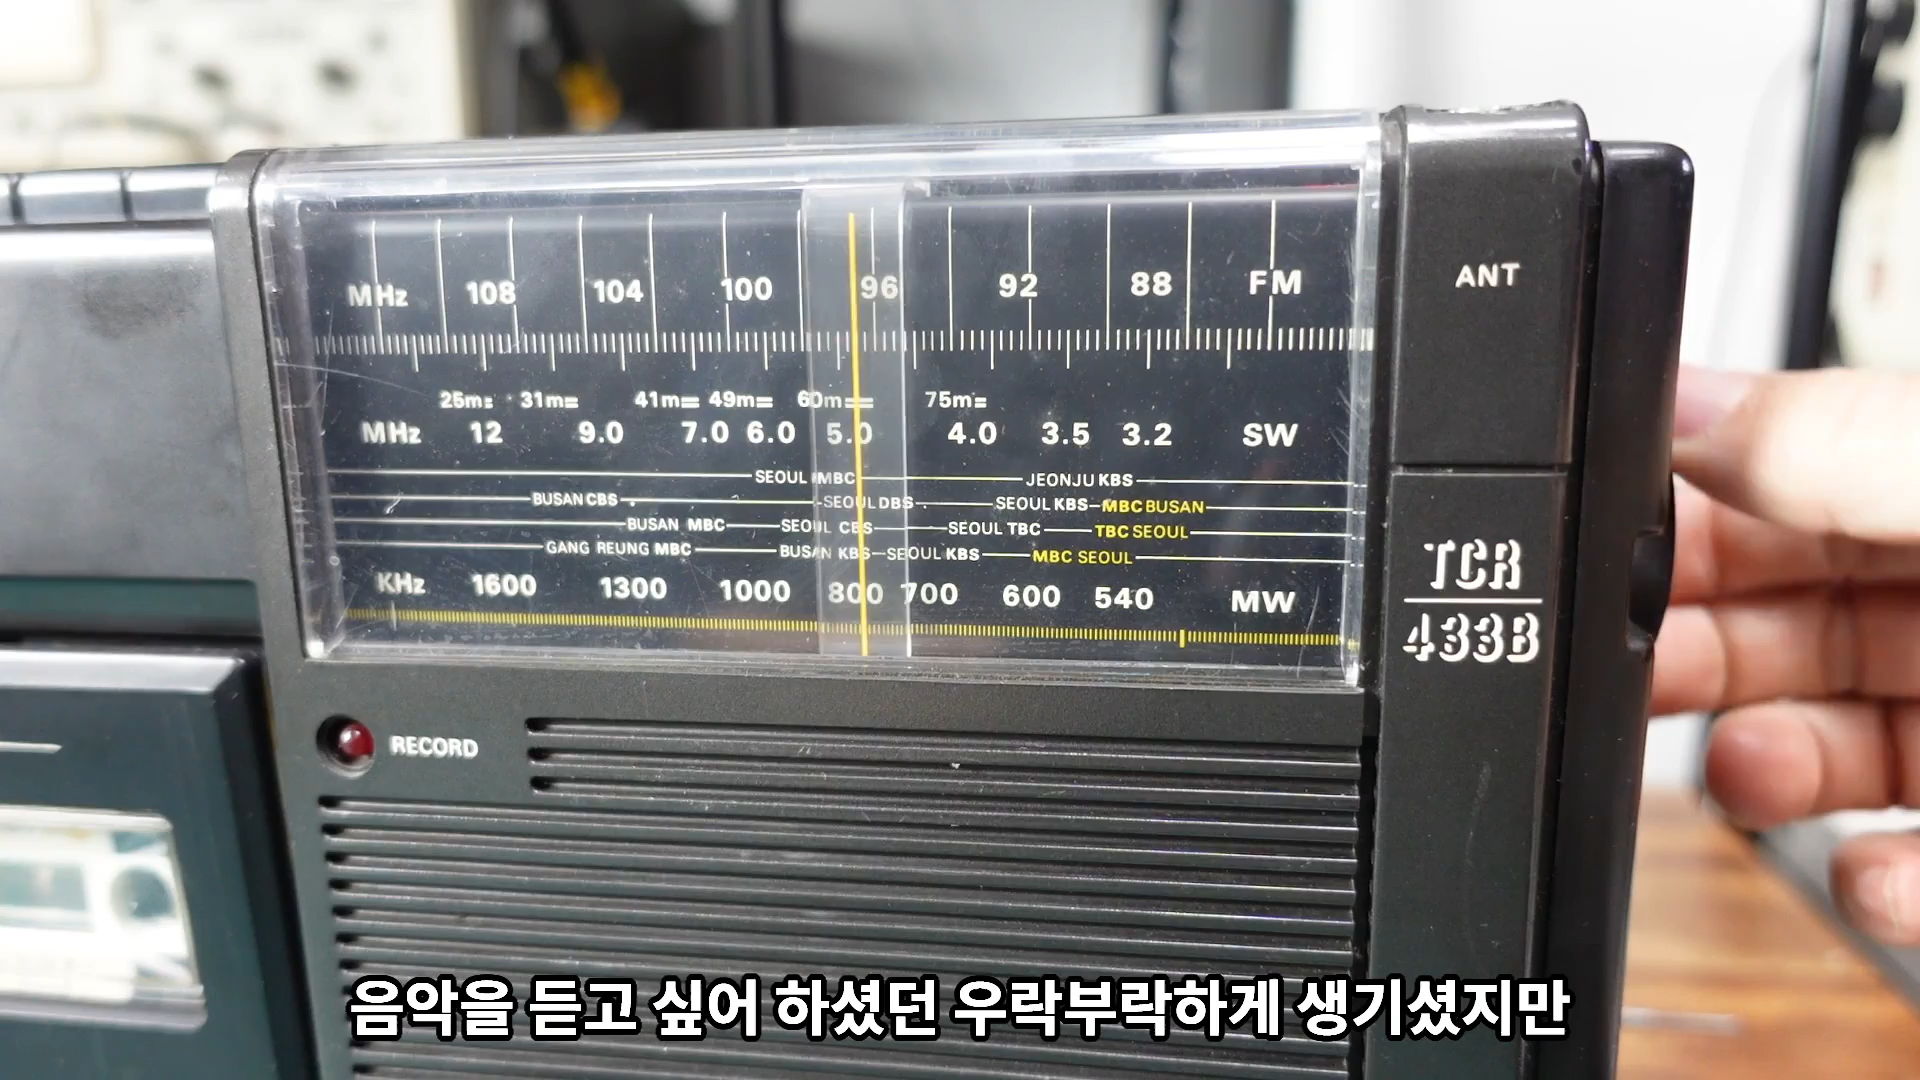 MHz 108 104 100 96 92 88 FM
25m 31m 41m 49m 60m 75m
MHz 12 9.0 7.0 6.0 5.0 4.0 3.5 3.2 SW
SEOUL MBC JEONJU KBS
BUSAN CBS SEOUL DBS SEOUL KBS MBC BUSAN
BUSAN MBC SEOUL CBS SEOUL TBC TBC SEOUL
GANG REUNG MBC BUSAN KBS SEOUL KBS MBC SEOUL
KHz 1600 1300 1000 800 700 600 540 MW
ANT
TCR
433B
RECORD
음악을 듣고 싶어 하셨던 우락부락하게 생기셨지만